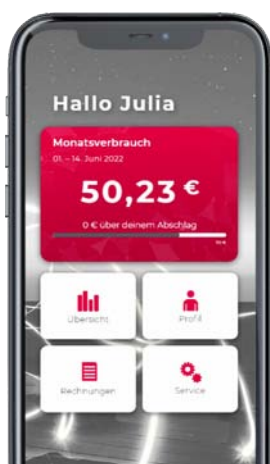 Hallo Julia
Monatsverbrauch
01. – 14. Juni 2022
50,23 €
0 € über deinem Abschlag
Übersicht
Profil
Rechnungen
Service